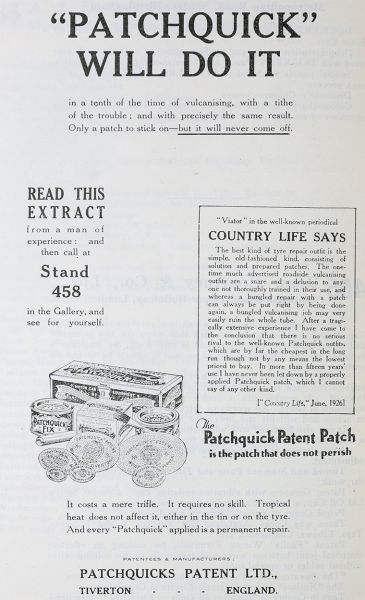 "PATCHQUICK"
WILL DO IT
in a tenth of the time of vulcanising, with a tithe
of the trouble; and with precisely the same result.
Only a patch to stick on—but it will never come off.
READ THIS
EXTRACT
from a man of
experience: and
then call at
Stand
458
in the Gallery, and
see for yourself.
"Viator" in the well-known periodical
COUNTRY LIFE SAYS
The best kind of tyre repair outfit is the
simple, old-fashioned kind, consisting of
solution and prepared patches. The one-
time much advertised roadside vulcanising
outfits are a snare and a delusion to any-
one not thoroughly trained in their use, and
whereas a bungled repair with a patch
can always be put right by being done
again, a bungled vulcanising job may very
easily ruin the whole tube. After a tragi-
cally extensive experience I have come to
the conclusion that there is no serious
rival to the well-known Patchquick outfits,
which are by far the cheapest in the long
run though not by any means the lowest
priced to buy. In more than fifteen years'
use I have never been let down by a properly
applied Patchquick patch, which I cannot
say of any other kind.
["Country Life," June, 1926]
PATCHQUICK
FIX
The
Patchquick Patent Patch
is the patch that does not perish
It costs a mere trifle. It requires no skill. Tropical
heat does not affect it, either in the tin or on the tyre.
And every "Patchquick" applied is a permanent repair.
PATENTEES & MANUFACTURERS:
PATCHQUICKS PATENT LTD.,
TIVERTON - - - ENGLAND.